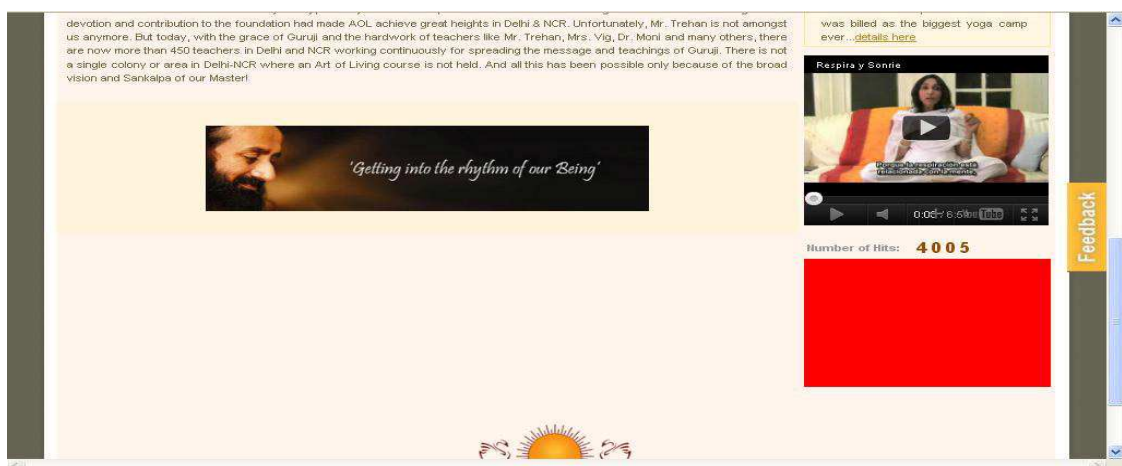 devotion and contribution to the foundation had made AOL achieve great heights in Delhi & NCR. Unfortunately, Mr. Trehan is not amongst
us anymore. But today, with the grace of Guruji and the hardwork of teachers like Mr. Trehan, Mrs. Vig, Dr. Moni and many others, there
are now more than 450 teachers in Delhi and NCR working continuously for spreading the message and teachings of Guruji. There is not
a single colony or area in Delhi-NCR where an Art of Living course is not held. And all this has been possible only because of the broad
vision and Sankalpa of our Master!
'Getting into the rhythm of our Being'
was billed as the biggest yoga camp
ever...details here
Respira y Sonrie
Porque la respiración está
relacionada con la mente,
Number of Hits: 4005
Feedback